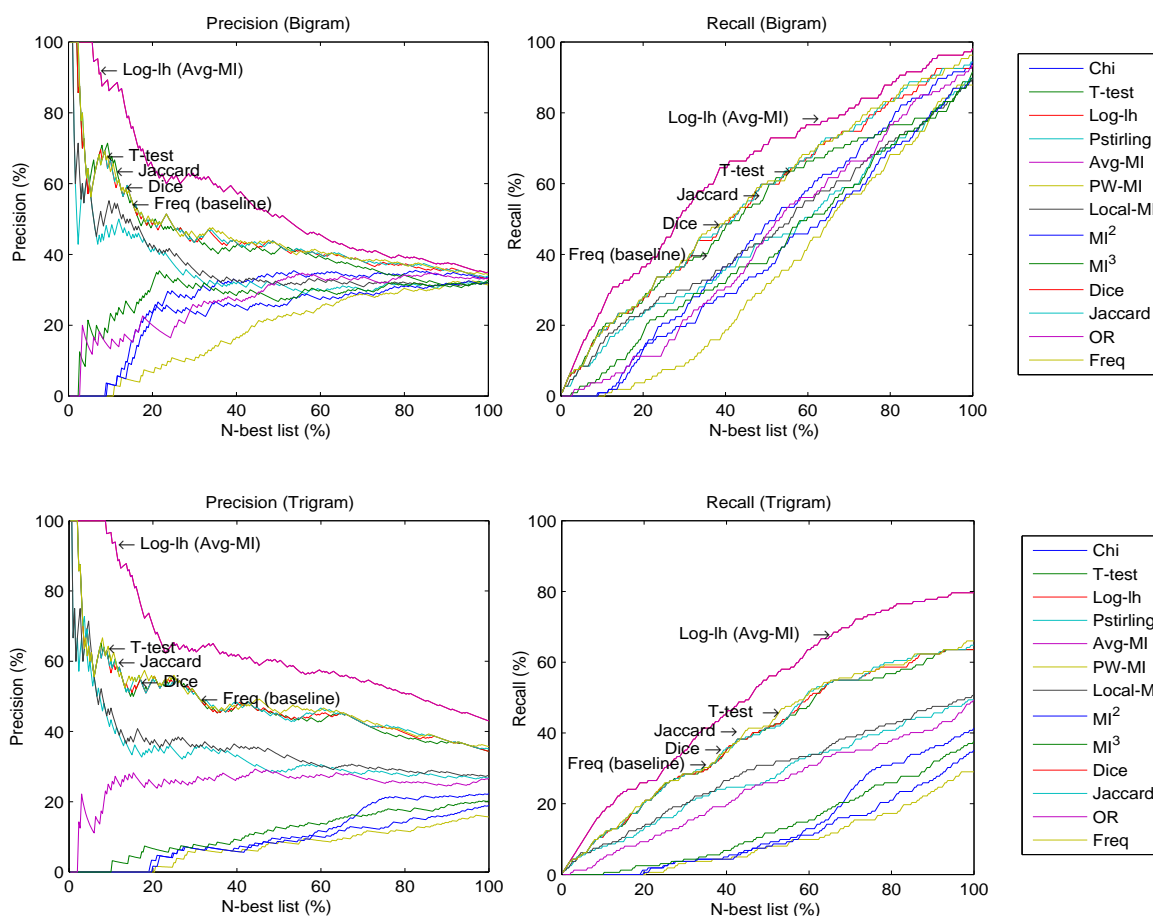 Precision (Bigram)
100
80
60
40
20
0
Precision (%)
0 20 40 60 80 100
N-best list (%)
Log-lh (Avg-MI)
T-test
Jaccard
Dice
Freq (baseline)
Recall (Bigram)
100
80
60
40
20
0
Recall (%)
0 20 40 60 80 100
N-best list (%)
Log-lh (Avg-MI)
T-test
Jaccard
Dice
Freq (baseline)
Chi
T-test
Log-lh
Pstirling
Avg-MI
PW-MI
Local-MI
MI²
MI³
Dice
Jaccard
OR
Freq
Precision (Trigram)
100
80
60
40
20
0
Precision (%)
0 20 40 60 80 100
N-best list (%)
Log-lh (Avg-MI)
T-test
Jaccard
Dice
Freq (baseline)
Recall (Trigram)
100
80
60
40
20
0
Recall (%)
0 20 40 60 80 100
N-best list (%)
Log-lh (Avg-MI)
T-test
Jaccard
Dice
Freq (baseline)
Chi
T-test
Log-lh
Pstirling
Avg-MI
PW-MI
Local-M
MI²
MI³
Dice
Jaccard
OR
Freq